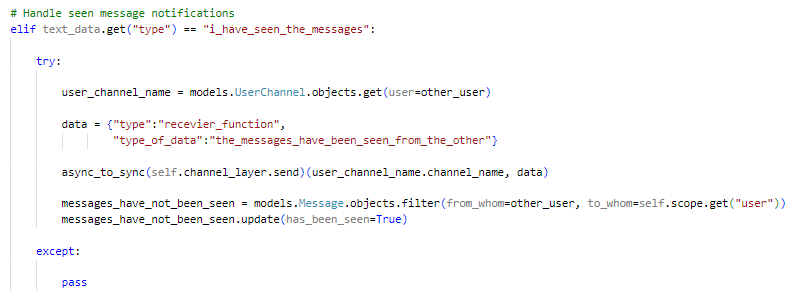 # Handle seen message notifications
elif text_data.get("type") == "i_have_seen_the_messages":
try:
user_channel_name = models.UserChannel.objects.get(user=other_user)
data = {"type":"recevier_function",
"type_of_data":"the_messages_have_been_seen_from_the_other"}
async_to_sync(self.channel_layer.send)(user_channel_name.channel_name, data)
messages_have_not_been_seen = models.Message.objects.filter(from_whom=other_user, to_whom=self.scope.get("user"))
messages_have_not_been_seen.update(has_been_seen=True)
except:
pass